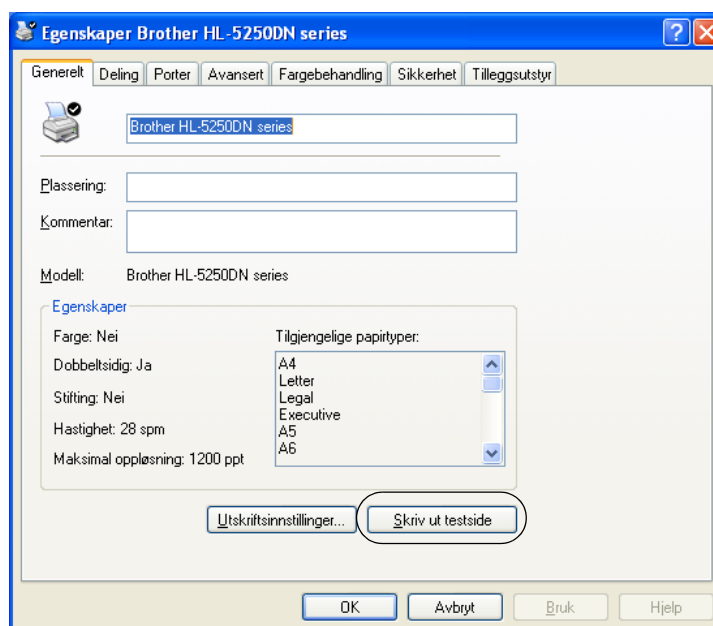 Egenskaper Brother HL-5250DN series
Generelt Deling Porter Avansert Fargebehandling Sikkerhet Tilleggsutstyr
Brother HL-5250DN series
Plassering:
Kommentar:
Modell: Brother HL-5250DN series
Egenskaper
Farge: Nei
Dobbeltsidig: Ja
Stifting: Nei
Hastighet: 28 spm
Maksimal oppløsning: 1200 ppt
Tilgjengelige papirtyper:
A4
Letter
Legal
Executive
A5
A6
Utskriftsinnstillinger... Skriv ut testside
OK Avbryt Bruk Hjelp